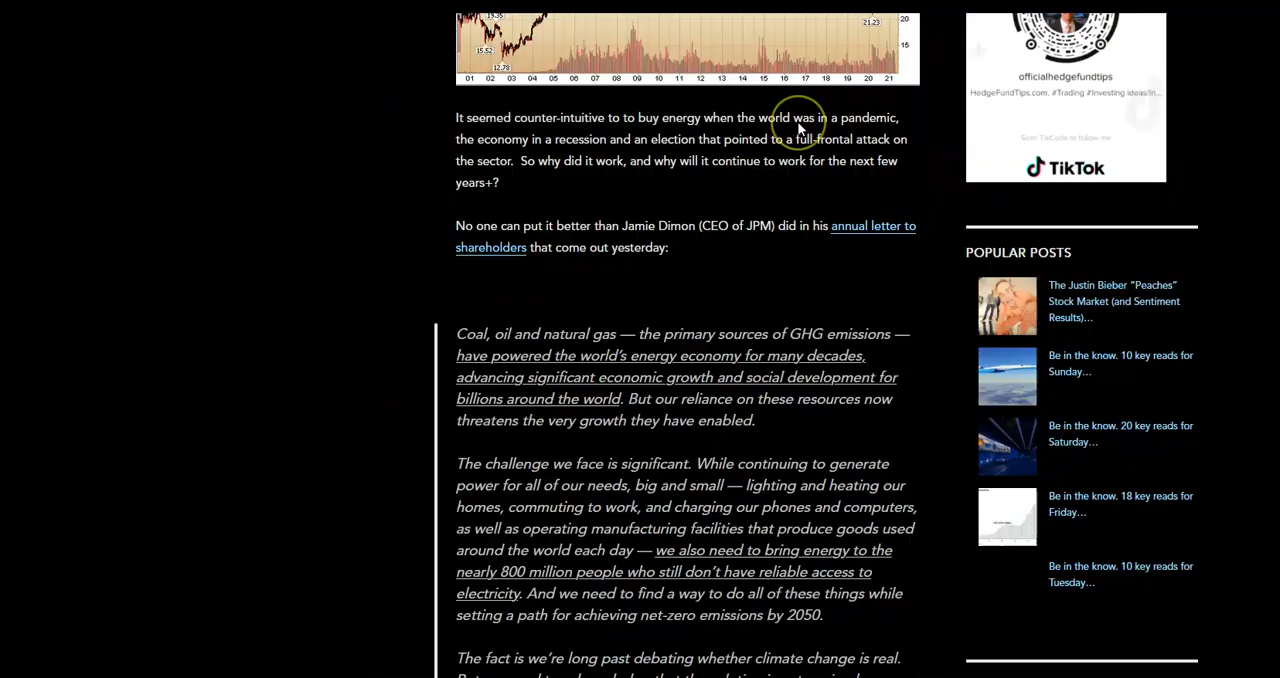 19.35
15.52
12.78
21.23
20
15
01 02 03 04 05 06 07 08 09 10 11 12 13 14 15 16 17 18 19 20 21
It seemed counter-intuitive to to buy energy when the world was in a pandemic,
the economy in a recession and an election that pointed to a full-frontal attack on
the sector.  So why did it work, and why will it continue to work for the next few
years+?
No one can put it better than Jamie Dimon (CEO of JPM) did in his annual letter to
shareholders that come out yesterday:
Coal, oil and natural gas — the primary sources of GHG emissions —
have powered the world's energy economy for many decades,
advancing significant economic growth and social development for
billions around the world. But our reliance on these resources now
threatens the very growth they have enabled.
The challenge we face is significant. While continuing to generate
power for all of our needs, big and small — lighting and heating our
homes, commuting to work, and charging our phones and computers,
as well as operating manufacturing facilities that produce goods used
around the world each day — we also need to bring energy to the
nearly 800 million people who still don't have reliable access to
electricity. And we need to find a way to do all of these things while
setting a path for achieving net-zero emissions by 2050.
The fact is we're long past debating whether climate change is real.
officialhedgefundtips
HedgeFundTips.com. #Trading #Investing ideas/in...
Scan TikCode to follow me
TikTok
POPULAR POSTS
The Justin Bieber "Peaches"
Stock Market (and Sentiment
Results)...
Be in the know. 10 key reads for
Sunday...
Be in the know. 20 key reads for
Saturday...
Be in the know. 18 key reads for
Friday...
Be in the know. 10 key reads for
Tuesday...